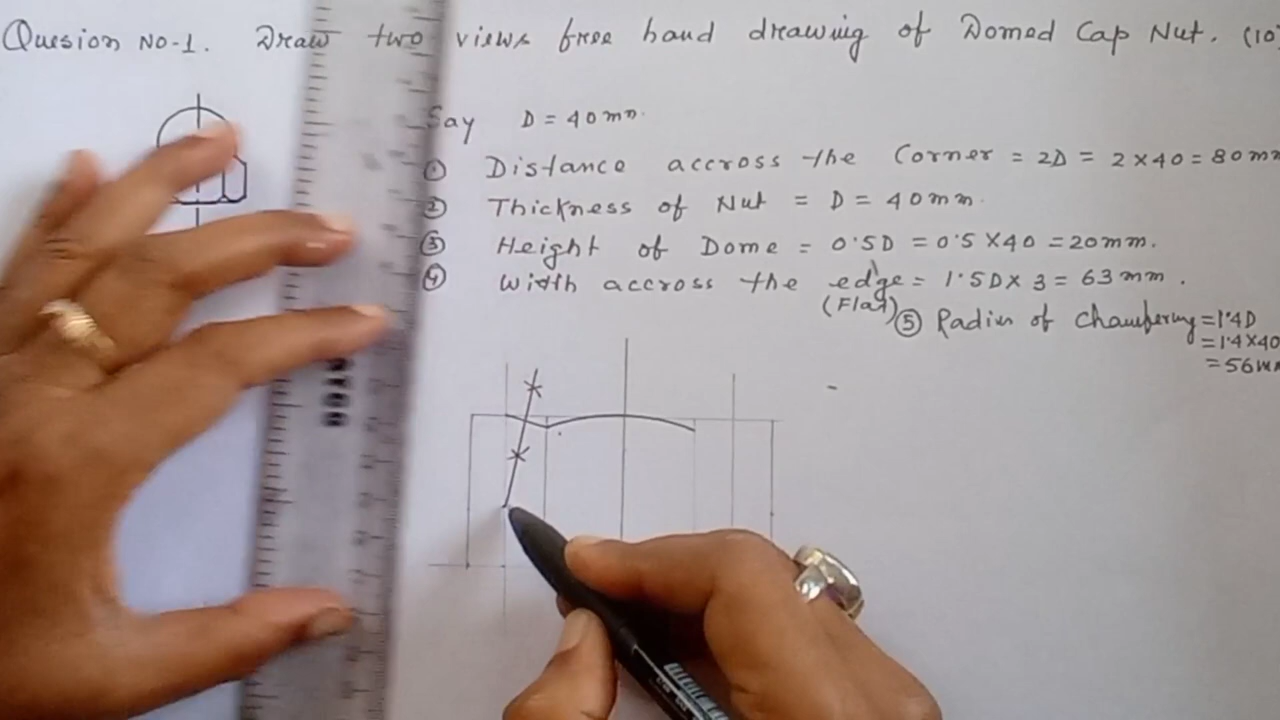 Quesion No-1. Draw two views free hand drawing of Domed Cap Nut. (10
Say D = 40mm.
① Distance accross the Corner = 2D = 2×40 = 80mm
② Thickness of Nut = D = 40mm.
③ Height of Dome = 0.5D = 0.5×40 = 20mm.
④ Width accross the edge = 1.5D × 3 = 63mm.
(Flat)
⑤ Radius of Chamfering = 1.4D
= 1.4×40
= 56mm